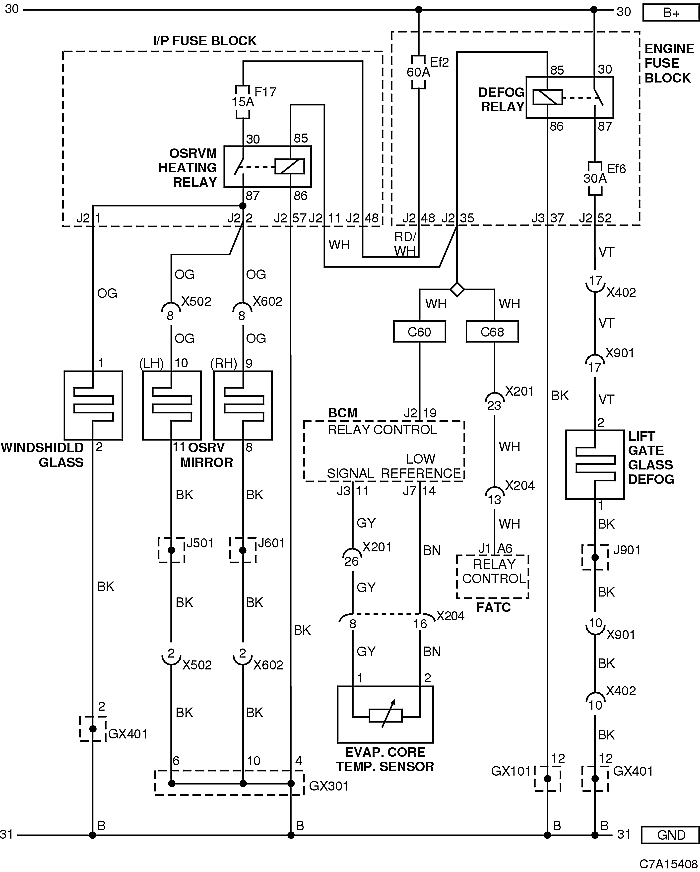 30
30
B+
I/P FUSE BLOCK
ENGINE
FUSE
BLOCK
Ef2
60A
F17
15A
85
30
DEFOG
RELAY
86
87
30
85
OSRVM
HEATING
RELAY
87
86
Ef6
30A
J2 1
J2 2
J2 57
J2 11
J2 48
J2 48
J2 35
J3 37
J2 52
WH
RD/
WH
VT
OG
OG
OG
X502
8
X602
8
17
X402
WH
WH
OG
OG
VT
C60
C68
X901
17
1
(LH) 10
(RH) 9
BK
VT
X201
23
J2 19
2
BCM
RELAY CONTROL
LIFT
GATE
GLASS
DEFOG
WINDSHIDLD
GLASS
2
11
OSRV
MIRROR
8
WH
LOW
SIGNAL
REFERENCE
J3 11
J7 14
X204
13
1
BK
BK
GY
WH
BK
J501
J601
X201
26
BN
J1 A6
J901
RELAY
CONTROL
BK
BK
BK
GY
FATC
BK
BK
8
16
X204
10
X901
2
X502
2
X602
GY
BN
BK
1
2
X402
10
2
GX401
BK
BK
BK
EVAP. CORE
TEMP. SENSOR
6
10
4
GX301
GX101
12
12
GX401
31
B
B
B
B
31
GND
C7A15408